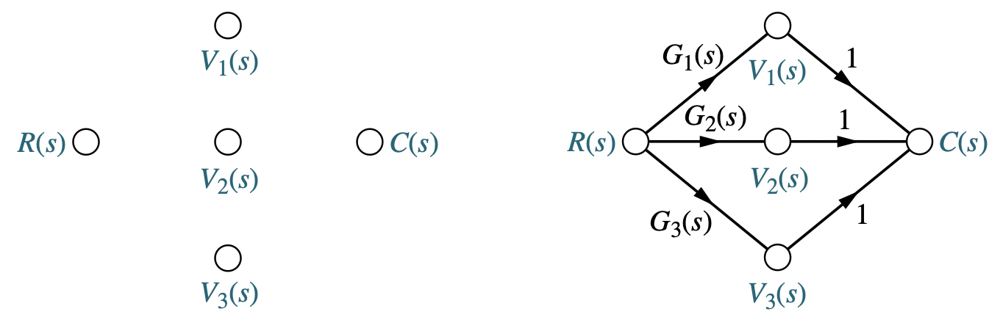 V₁(s)
R(s)
V₂(s)
C(s)
V₃(s)
G₁(s)
V₁(s)
1
R(s)
G₂(s)
1
C(s)
V₂(s)
G₃(s)
1
V₃(s)